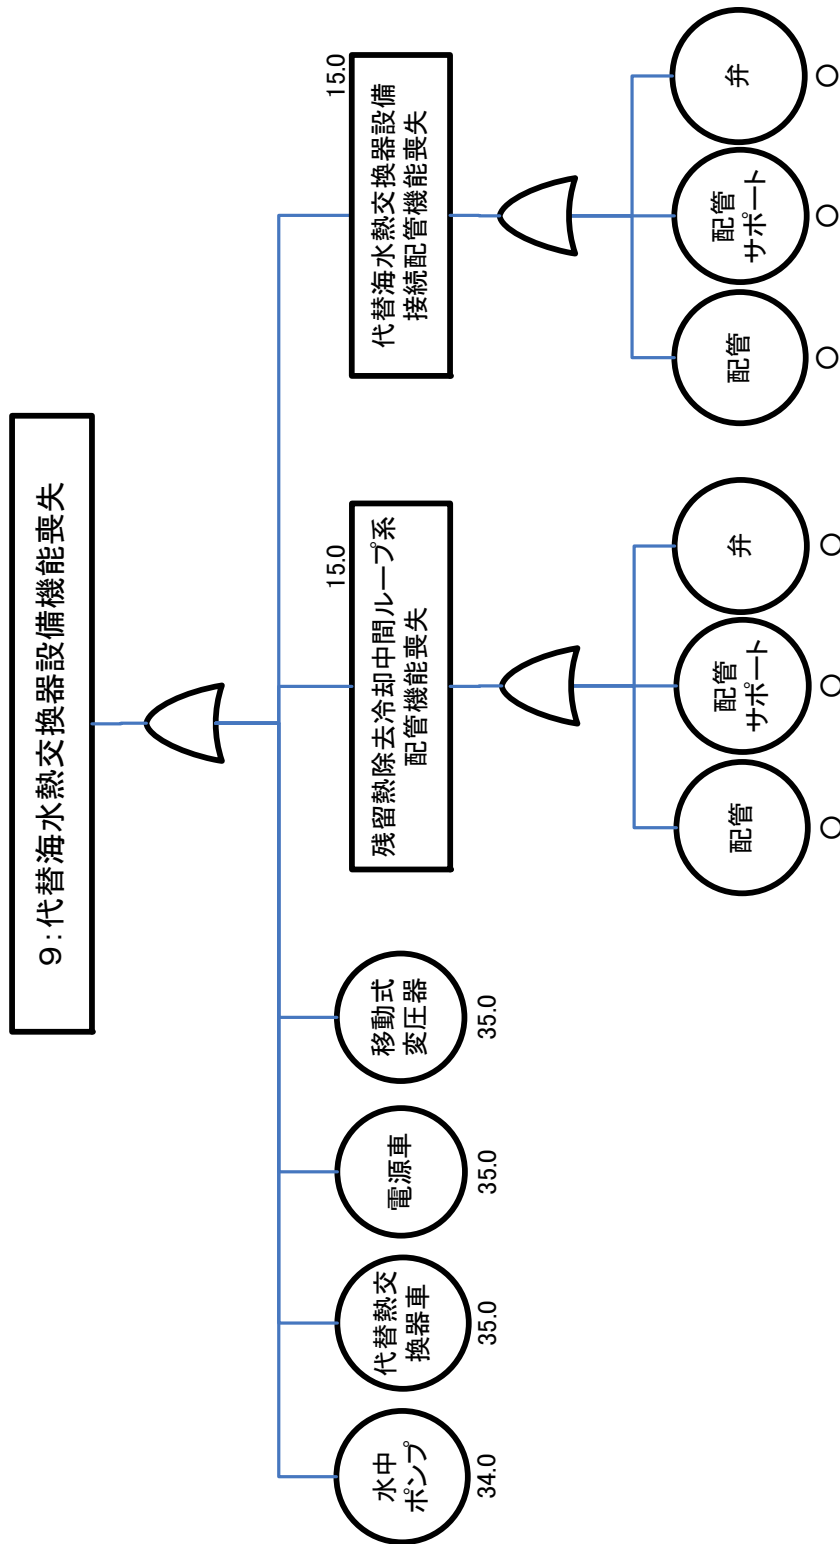 9:代替海水熱交換器設備機能喪失
水中
ポンプ
34.0
代替熱交
換器車
35.0
電源車
35.0
移動式
変圧器
35.0
15.0
残留熱除去冷却中間ループ系
配管機能喪失
配管
○
配管
サポート
○
弁
○
15.0
代替海水熱交換器設備
接続配管機能喪失
配管
○
配管
サポート
○
弁
○